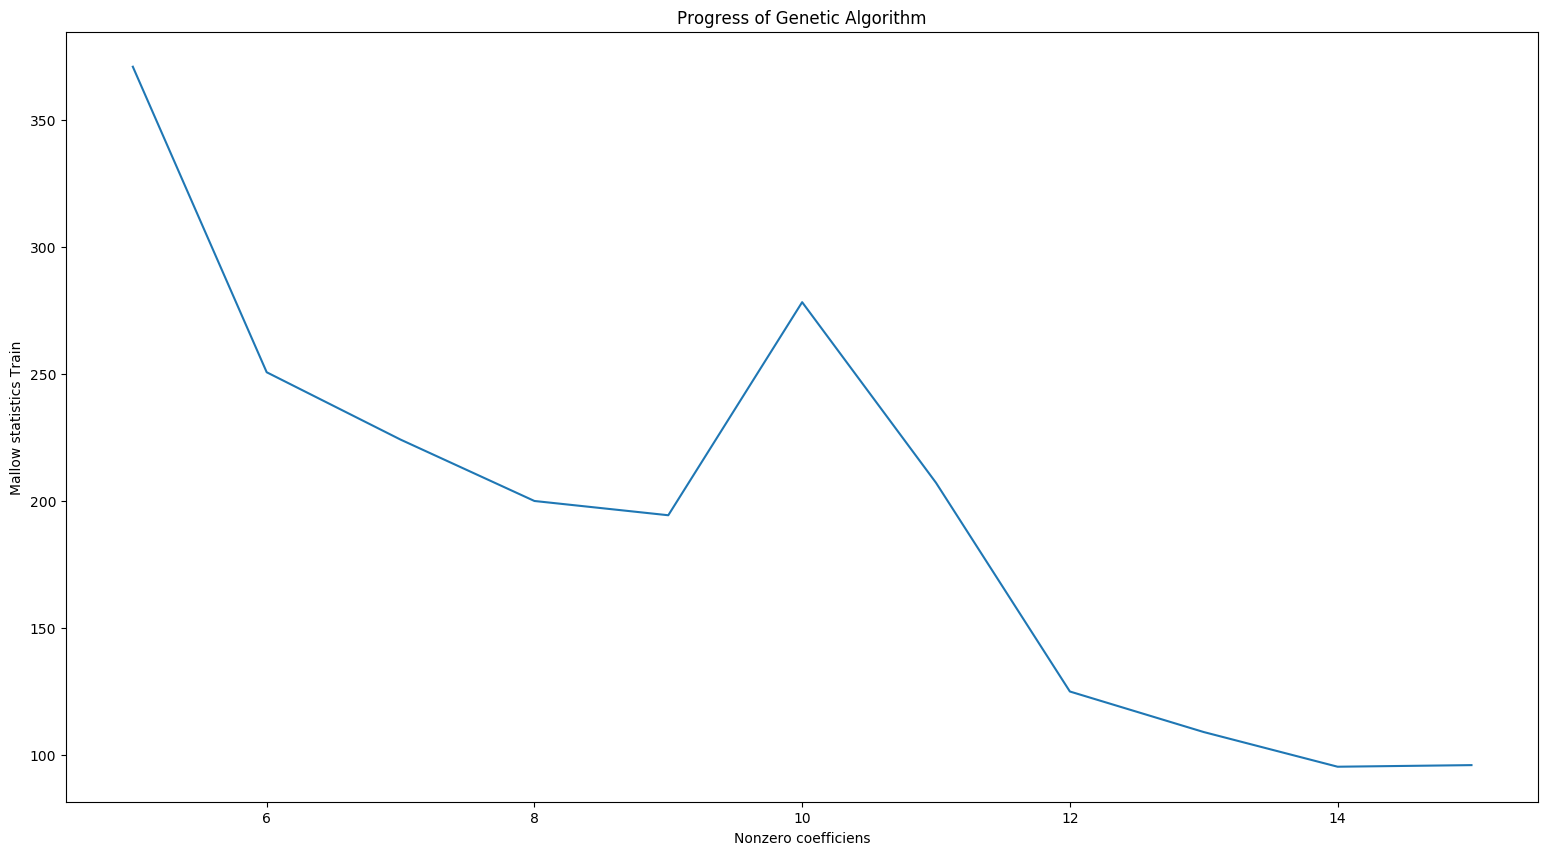 Progress of Genetic Algorithm
Mallow statistics Train
350
300
250
200
150
100
6 8 10 12 14
Nonzero coefficiens